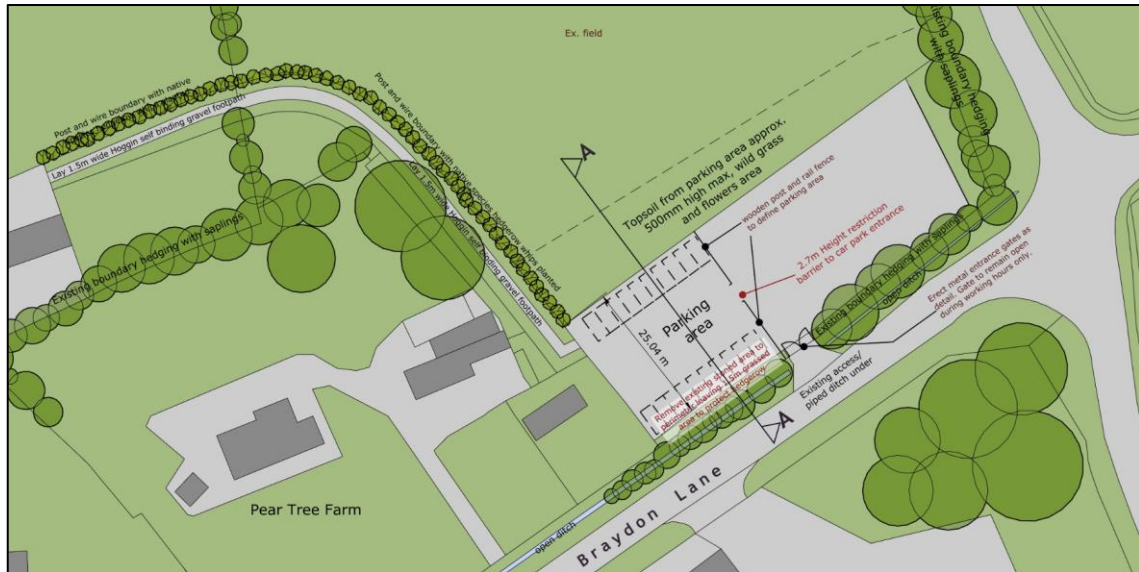 Ex. field
Existing boundary hedging
with saplings
Post and wire boundary with native
Lay 1.5m wide Hoggin self binding gravel footpath
Post and wire boundary with native species hedgerow whips planted
Lay 1.5m wide Hoggin self binding gravel footpath
Existing boundary hedging with saplings
A
Topsoil from parking area approx.
500mm high max, wild grass
and flowers area
wooden post and rail fence
to define parking area
2.7m Height restriction
barrier to car park entrance
Existing boundary hedging with saplings
open ditch
Erect metal entrance gates as
detail. Gate to remain open
during working hours only.
Parking
area
25.04 m
Remove existing stoned area to
perimeter leaving 1.5m grassed
area to protect hedgerow
Existing access/
piped ditch under
A
Pear Tree Farm
open ditch
Braydon Lane